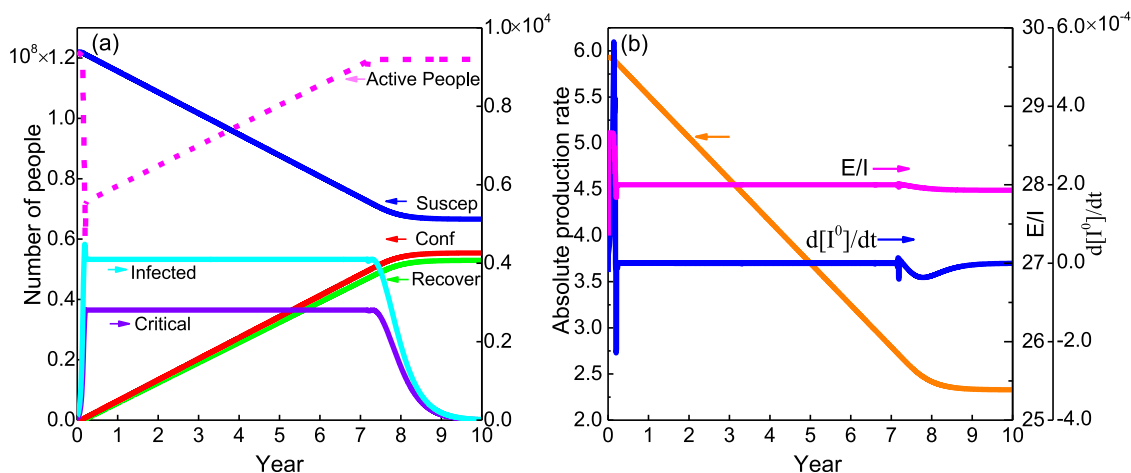 (a)
10⁸×1.2
1.0
0.8
0.6
0.4
0.2
0.0
Number of people
1.0×10⁴
0.8
0.6
0.4
0.2
0.0
Active People
Suscep
Conf
Infected
Recover
Critical
0 1 2 3 4 5 6 7 8 9 10
Year
(b)
6.0
5.5
5.0
4.5
4.0
3.5
3.0
2.5
2.0
Absolute production rate
E/I
d[I⁰]/dt
30
29
28
27
26
25
E/I
6.0×10⁻⁴
4.0
2.0
0.0
-2.0
-4.0
d[I⁰]/dt
0 1 2 3 4 5 6 7 8 9 10
Year